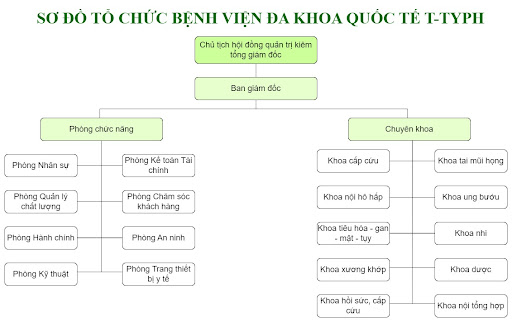 SƠ ĐỒ TỔ CHỨC BỆNH VIỆN ĐA KHOA QUỐC TẾ T-TYPH
Chủ tịch hội đồng quản trị kiêm
tổng giám đốc
Ban giám đốc
Phòng chức năng
Chuyên khoa
Phòng Nhân sự
Phòng Kế toán Tài
chính
Phòng Quản lý
chất lượng
Phòng Chăm sóc
khách hàng
Phòng Hành chính
Phòng An ninh
Phòng Kỹ thuật
Phòng Trang thiết
bị y tế
Khoa cấp cứu
Khoa tai mũi họng
Khoa nội hô hấp
Khoa ung bướu
Khoa tiêu hóa - gan
- mật - tụy
Khoa nhi
Khoa xương khớp
Khoa dược
Khoa hồi sức, cấp
cứu
Khoa nội tổng hợp